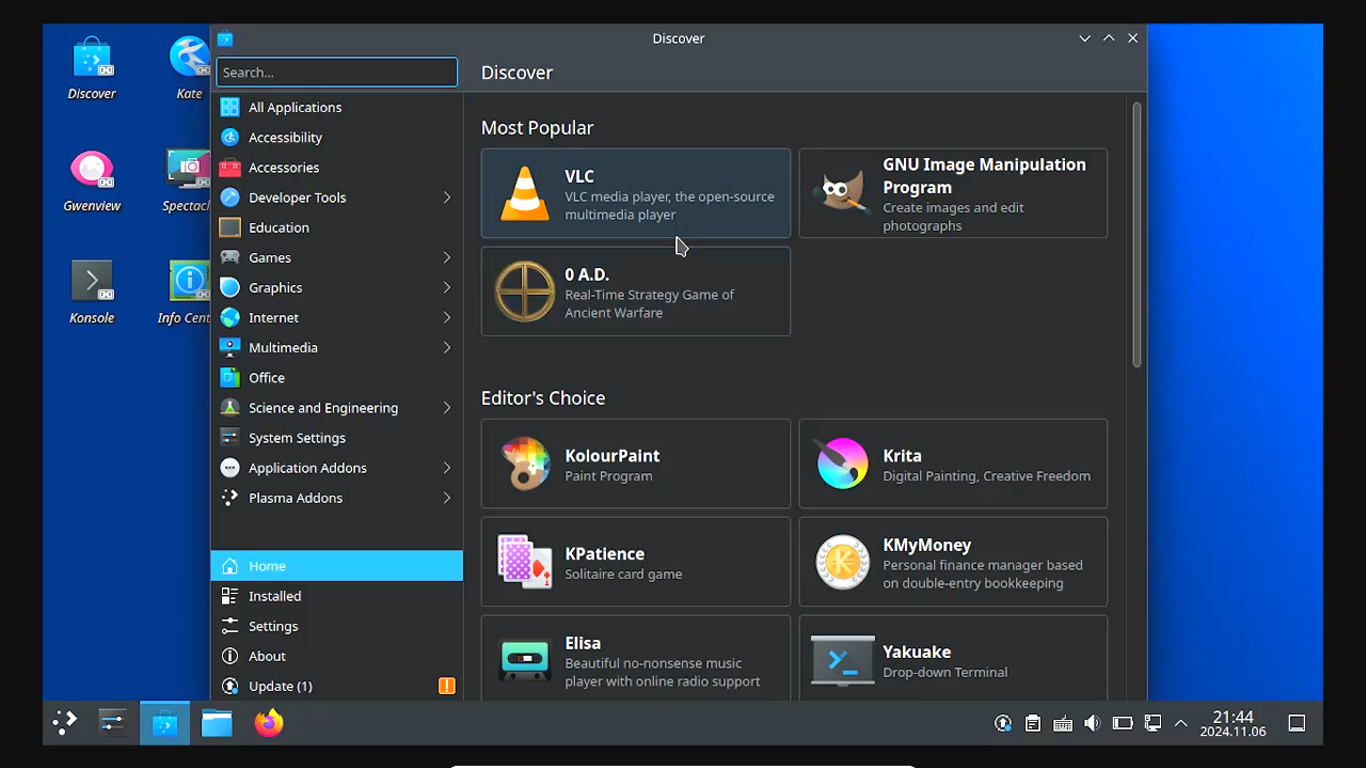 Discover
Kate
Gwenview
Konsole
Discover
Search...
Discover
All Applications
Accessibility
Accessories
Developer Tools
Education
Games
Graphics
Internet
Multimedia
Office
Science and Engineering
System Settings
Application Addons
Plasma Addons
Home
Installed
Settings
About
Update (1)
Most Popular
VLC
VLC media player, the open-source
multimedia player
GNU Image Manipulation
Program
Create images and edit
photographs
0 A.D.
Real-Time Strategy Game of
Ancient Warfare
Editor's Choice
KolourPaint
Paint Program
Krita
Digital Painting, Creative Freedom
KPatience
Solitaire card game
KMyMoney
Personal finance manager based
on double-entry bookkeeping
Elisa
Beautiful no-nonsense music
player with online radio support
Yakuake
Drop-down Terminal
21:44
2024.11.06